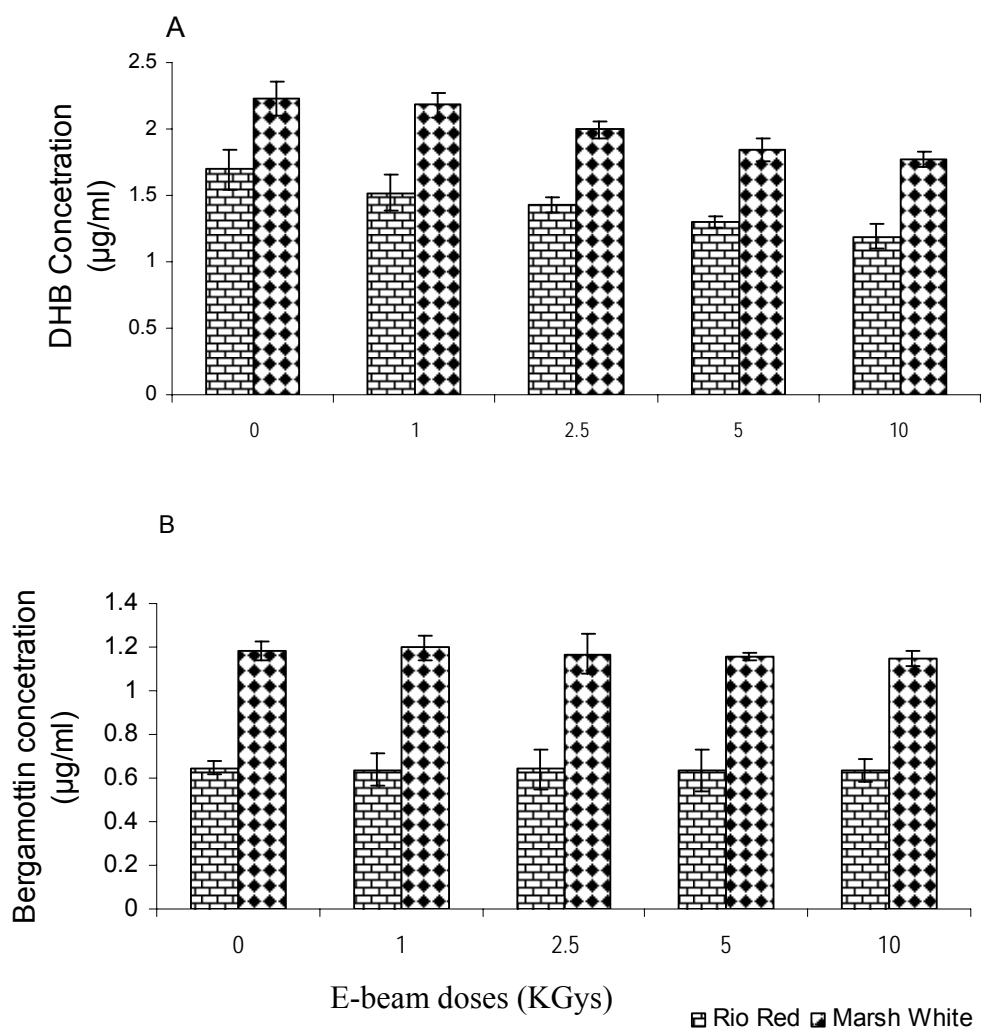 A
DHB Concetration
(µg/ml)
2.5
2
1.5
1
0.5
0
0 1 2.5 5 10
B
Bergamottin concetration
(µg/ml)
1.4
1.2
1
0.8
0.6
0.4
0.2
0
0 1 2.5 5 10
E-beam doses (KGys)
Rio Red Marsh White